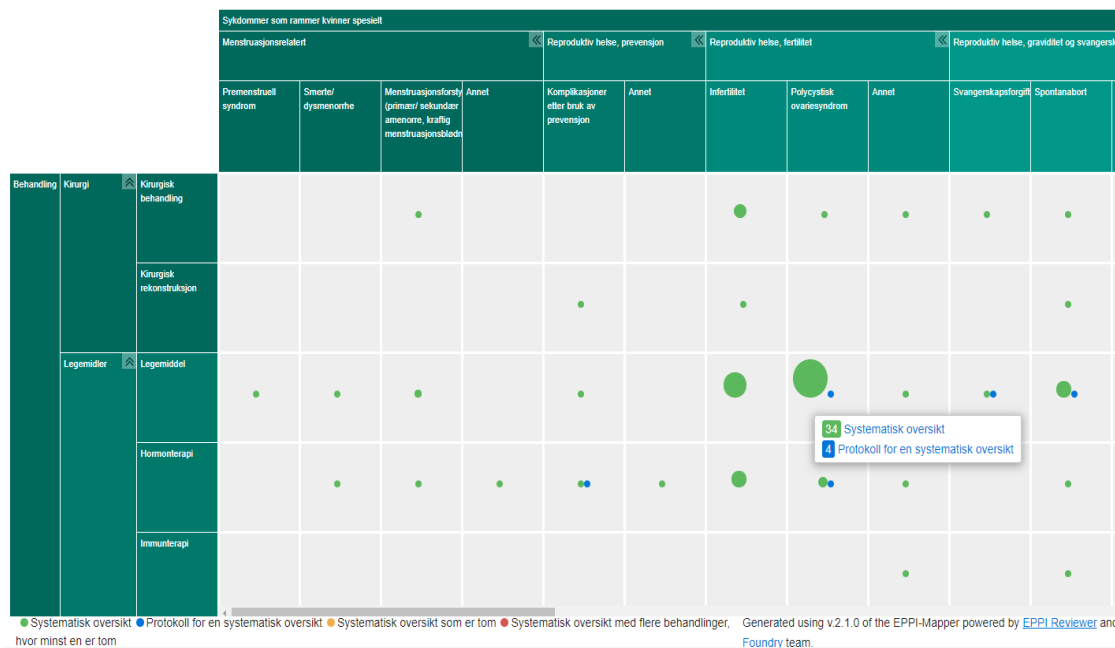 Sykdommer som rammer kvinner spesielt
Menstruasjonsrelatert
Reproduktiv helse, prevensjon
Reproduktiv helse, fertilitet
Reproduktiv helse, graviditet og
Premenstruell
syndrom
Smerte/
dysmenorrhe
(primær/ sekundær
amenorre, kraftig
Annet
Komplikasjoner
etter bruk av
prevensjon
Annet
Infertilitet
Polycystisk
ovariesyndrom
Annet
Spontanabort
Behandling
Kirurgi
Kirurgisk
behandling
Kirurgisk
rekonstruksjon
Legemidler
Legemiddel
Hormonterapi
Immunterapi
34 Systematisk oversikt
4 Protokoll for en systematisk oversikt
Systematisk oversikt Protokoll for en systematisk oversikt Systematisk oversikt som er tom Systematisk oversikt med flere behandlinger,
hvor minst en er tom
Generated using v.2.1.0 of the EPPI-Mapper powered by EPPI Reviewer and
Foundry team.